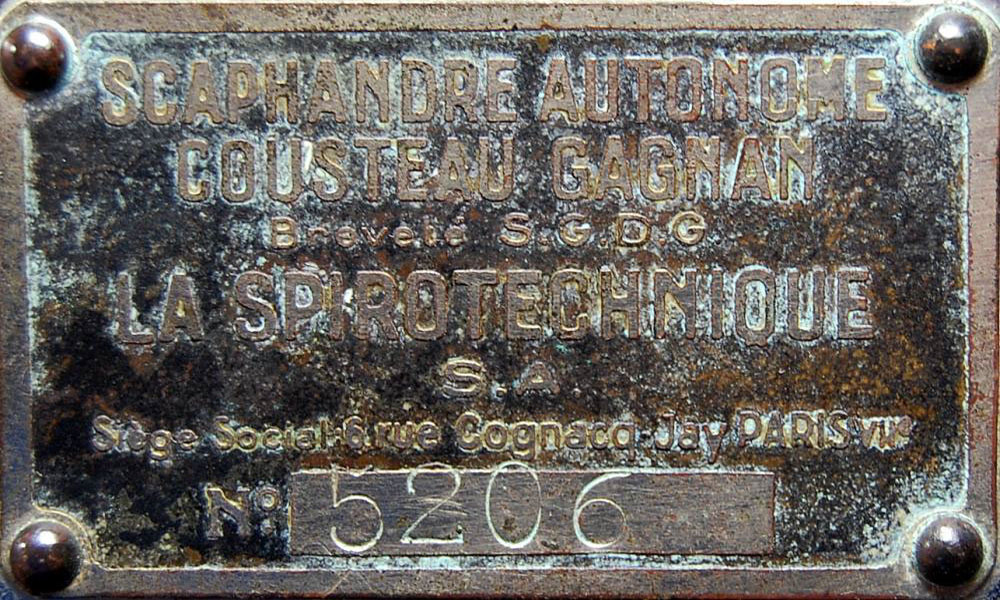 SCAPHANDRE AUTONOME
COUSTEAU GAGNAN
Breveté S.G.D.G
LA SPIROTECHNIQUE
S.A
Siège Social 6 rue Cognacq-Jay PARIS VIIe
No 5206